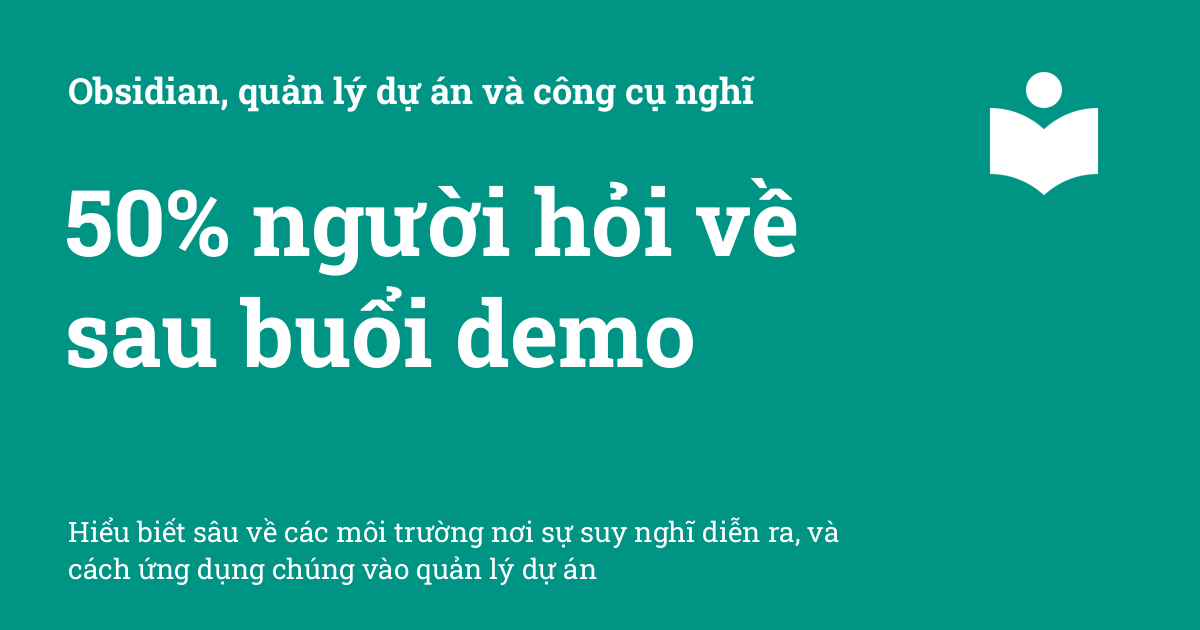 Obsidian, quản lý dự án và công cụ nghĩ
50% người hỏi về
sau buổi demo
Hiểu biết sâu về các môi trường nơi sự suy nghĩ diễn ra, và
cách ứng dụng chúng vào quản lý dự án